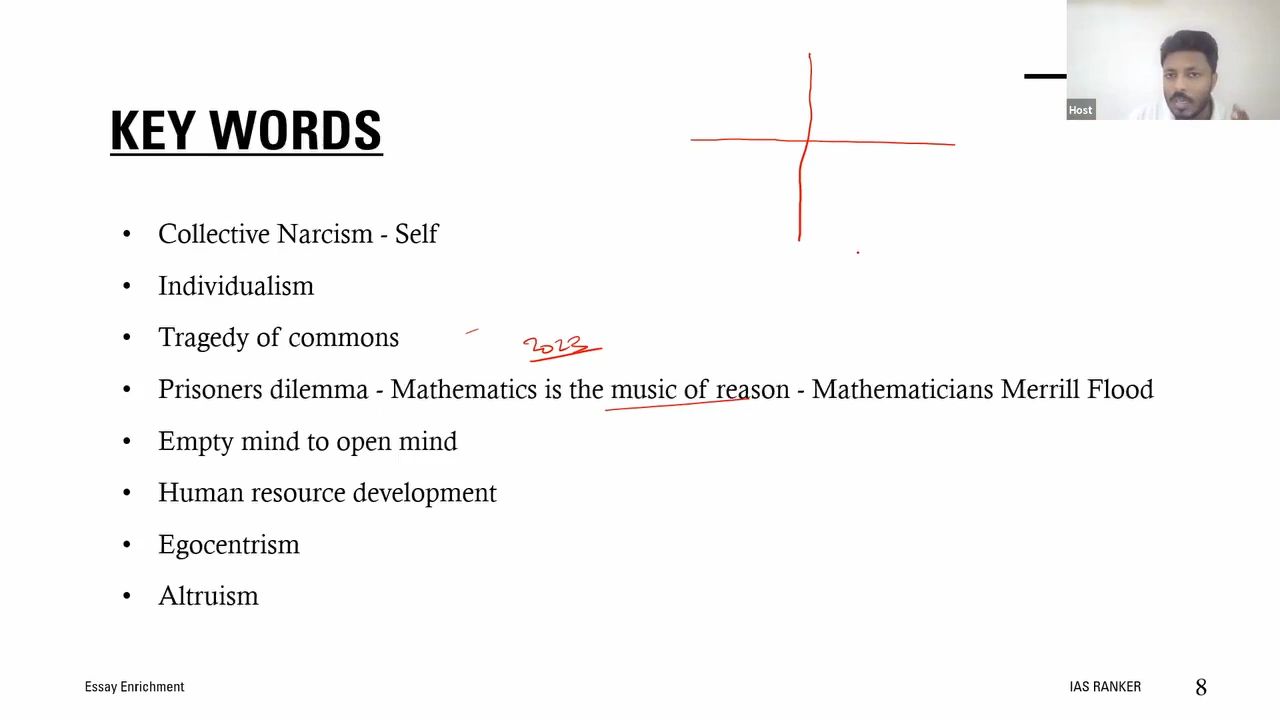 Host
KEY WORDS
• Collective Narcism - Self
• Individualism
• Tragedy of commons
2023
• Prisoners dilemma - Mathematics is the music of reason - Mathematicians Merrill Flood
• Empty mind to open mind
• Human resource development
• Egocentrism
• Altruism
Essay Enrichment
IAS RANKER
8